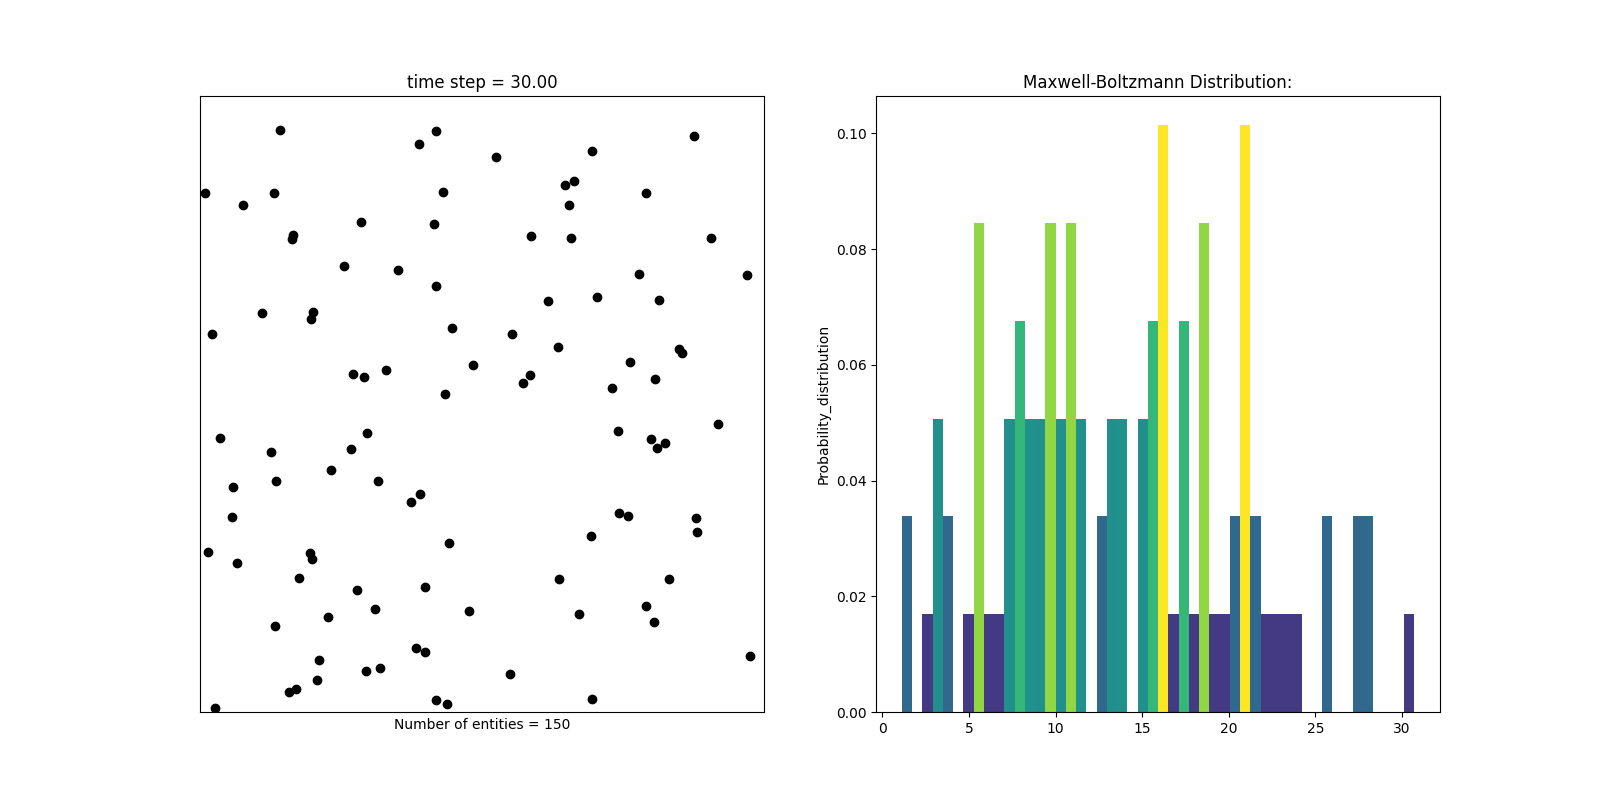 time step = 30.00
Number of entities = 150
Maxwell-Boltzmann Distribution:
Probability_distribution
0.10
0.08
0.06
0.04
0.02
0.00
0 5 10 15 20 25 30